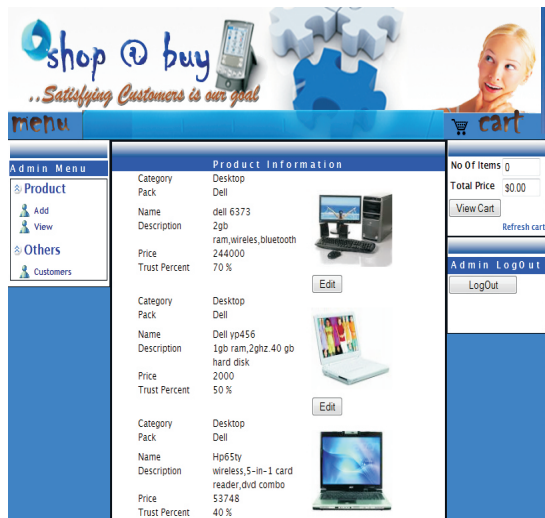 shop @ buy
..Satisfying Customers is our goal
menu
cart
Admin Menu
Product
Add
View
Others
Customers
Product Information
Category Desktop
Pack Dell
Name dell 6373
Description 2gb
ram,wireles,bluetooth
Price 244000
Trust Percent 70 %
Edit
Category Desktop
Pack Dell
Name Dell yp456
Description 1gb ram,2ghz.40 gb
hard disk
Price 2000
Trust Percent 50 %
Edit
Category Desktop
Pack Dell
Name Hp65ty
Description wireless,5-in-1 card
reader,dvd combo
Price 53748
Trust Percent 40 %
No Of Items 0
Total Price $0.00
View Cart
Refresh cart
Admin LogOut
LogOut